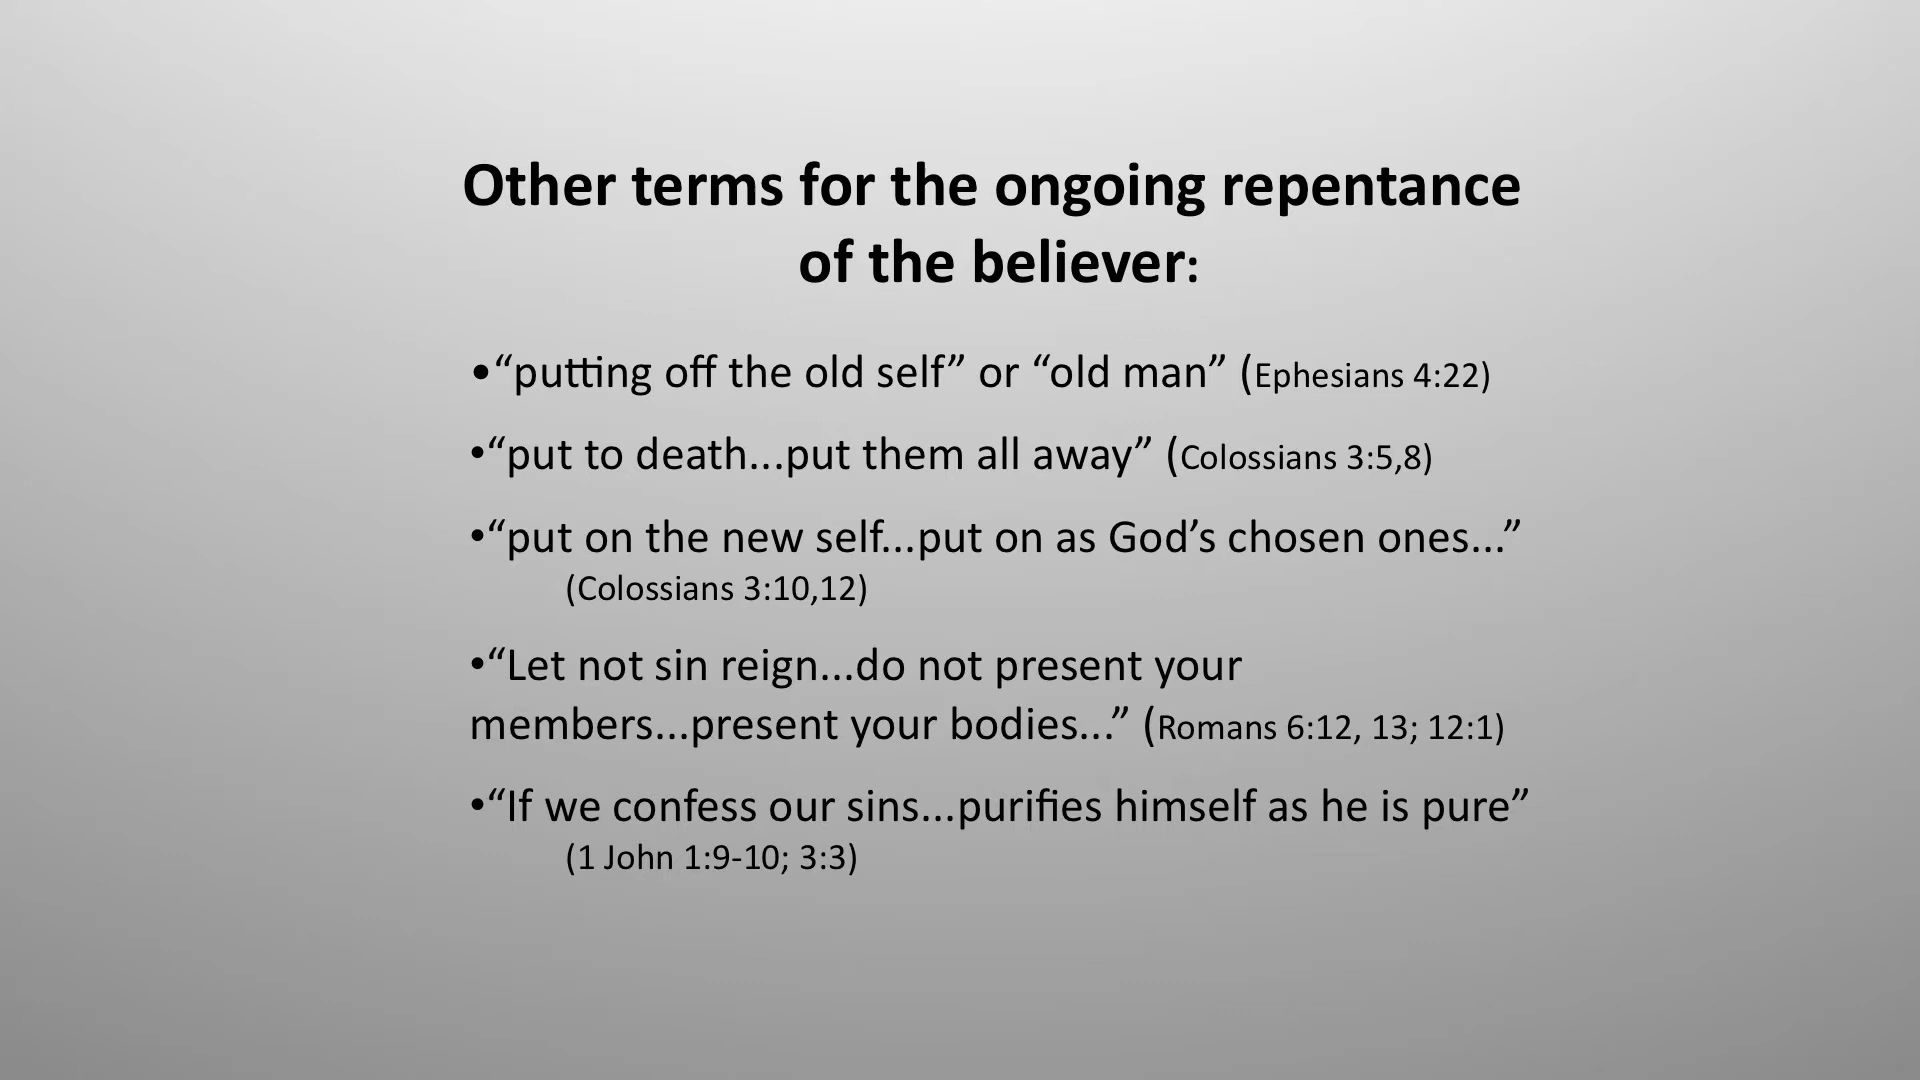 Other terms for the ongoing repentance
of the believer:
•“putting off the old self” or “old man” (Ephesians 4:22)
•“put to death...put them all away” (Colossians 3:5,8)
•“put on the new self...put on as God’s chosen ones...”
(Colossians 3:10,12)
•“Let not sin reign...do not present your
members...present your bodies...” (Romans 6:12, 13; 12:1)
•“If we confess our sins...purifies himself as he is pure”
(1 John 1:9-10; 3:3)